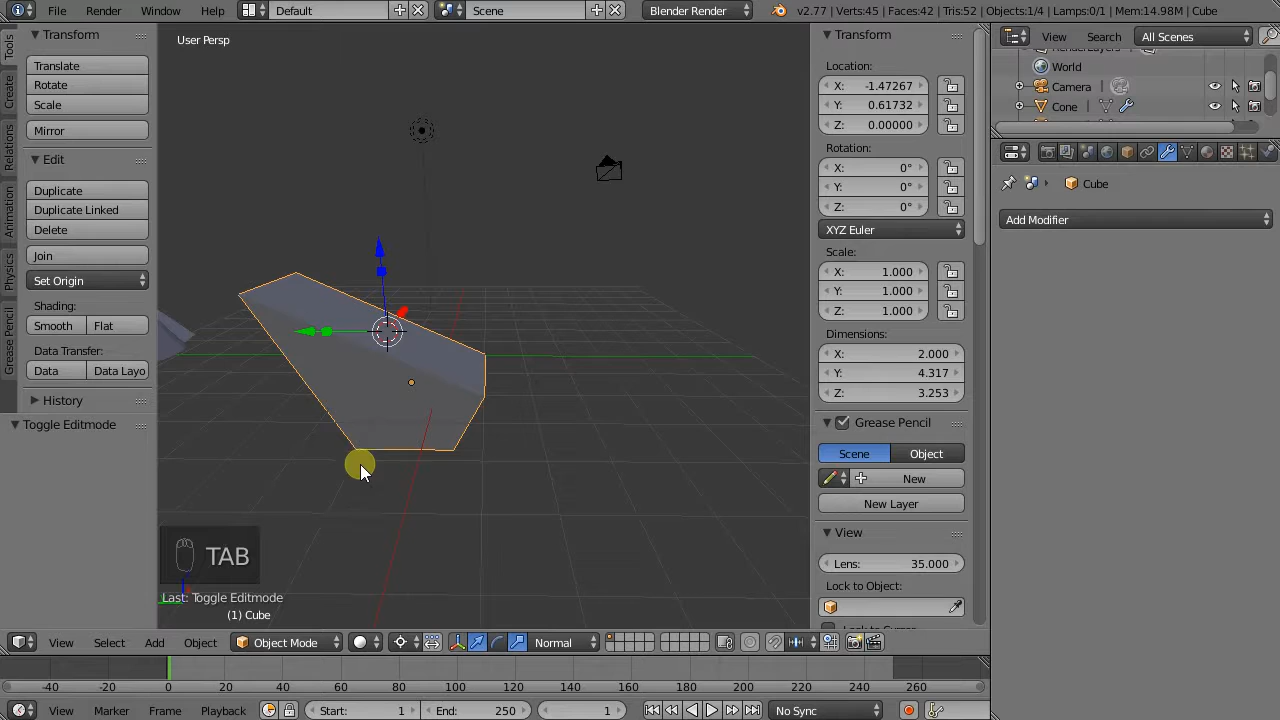 File Render Window Help Default Scene Blender Render v2.77 | Verts:45 | Faces:42 | Tris:52 | Objects:1/4 | Lamps:0/1 | Mem:14.98M | Cube
Tools
Create
Relations
Animation
Physics
Grease Pencil
Transform
Translate
Rotate
Scale
Mirror
Edit
Duplicate
Duplicate Linked
Delete
Join
Set Origin
Shading:
Smooth Flat
Data Transfer:
Data Data Layo
History
Toggle Editmode
User Persp
TAB
Last: Toggle Editmode
(1) Cube
Transform
Location:
X: -1.47267
Y: 0.61732
Z: 0.00000
Rotation:
X: 0°
Y: 0°
Z: 0°
XYZ Euler
Scale:
X: 1.000
Y: 1.000
Z: 1.000
Dimensions:
X: 2.000
Y: 4.317
Z: 3.253
Grease Pencil
Scene Object
New
New Layer
View
Lens: 35.000
Lock to Object:
View Search All Scenes
World
Camera
Cone
Cube
Add Modifier
View Select Add Object Object Mode Normal
-40 -20 0 20 40 60 80 100 120 140 160 180 200 220 240 260
View Marker Frame Playback Start: 1 End: 250 1 No Sync